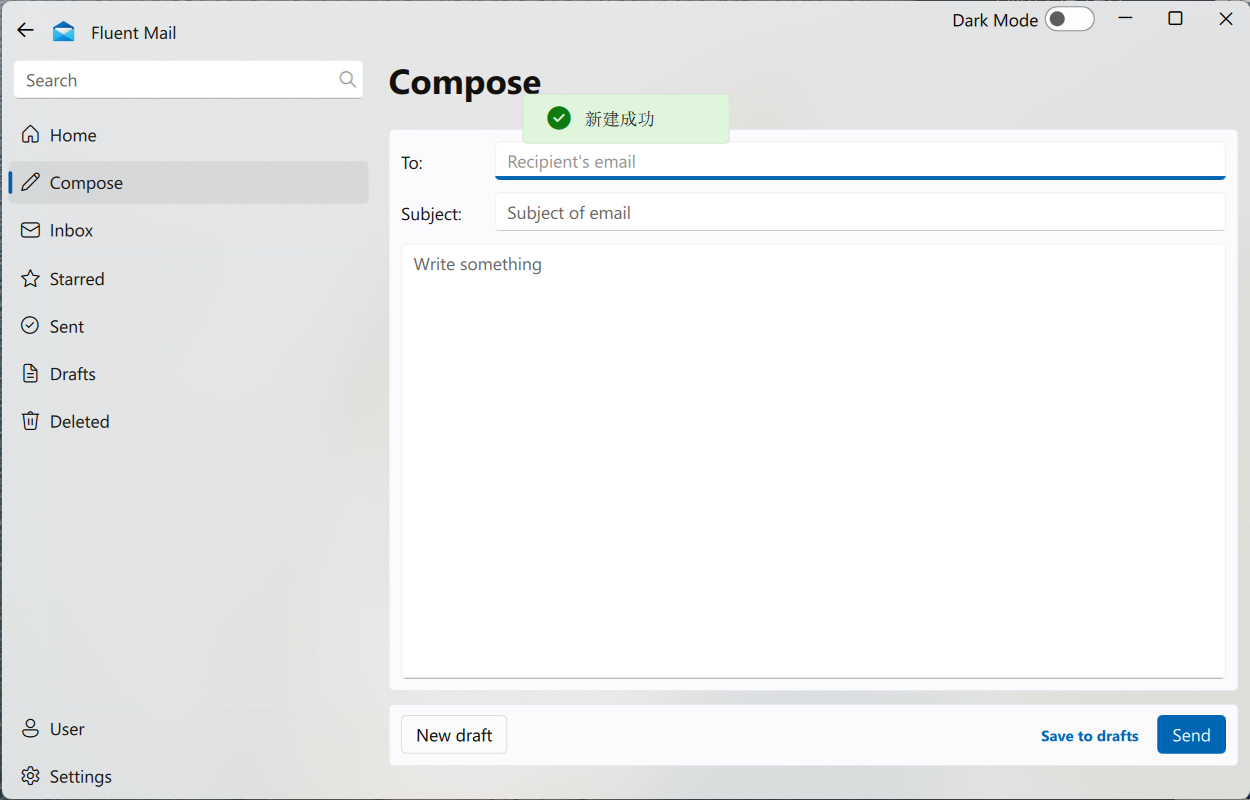 Fluent Mail
Dark Mode
Search
Home
Compose
Inbox
Starred
Sent
Drafts
Deleted
User
Settings
Compose
新建成功
To:
Recipient's email
Subject:
Subject of email
Write something
New draft
Save to drafts
Send